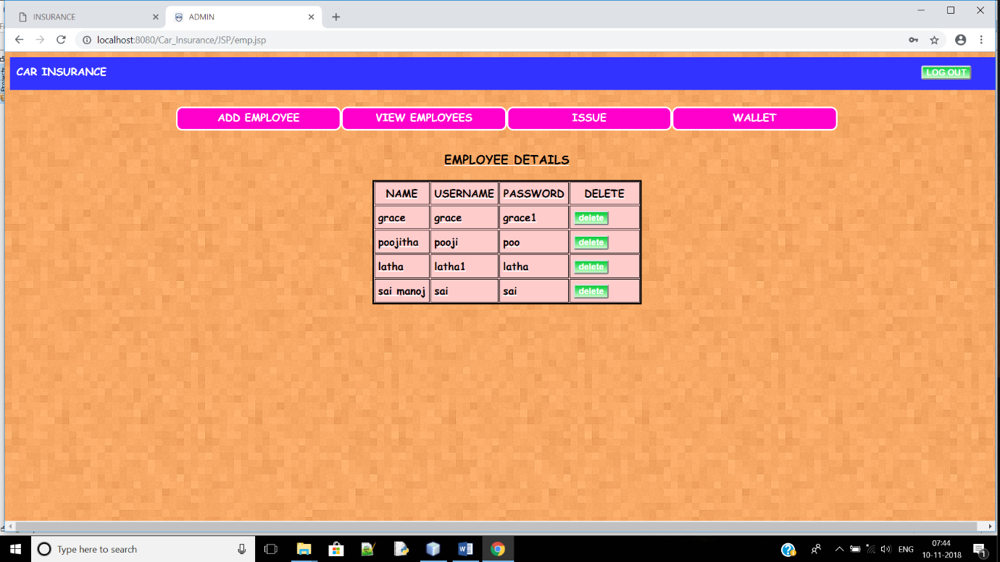 INSURANCE
ADMIN
localhost:8080/Car_Insurance/JSP/emp.jsp
CAR INSURANCE
LOG OUT
ADD EMPLOYEE VIEW EMPLOYEES ISSUE WALLET
EMPLOYEE DETAILS
NAME USERNAME PASSWORD DELETE
grace grace grace1 delete
poojitha pooji poo delete
latha latha1 latha delete
sai manoj sai sai delete
Projects
Type here to search
ENG
07:44
10-11-2018
1